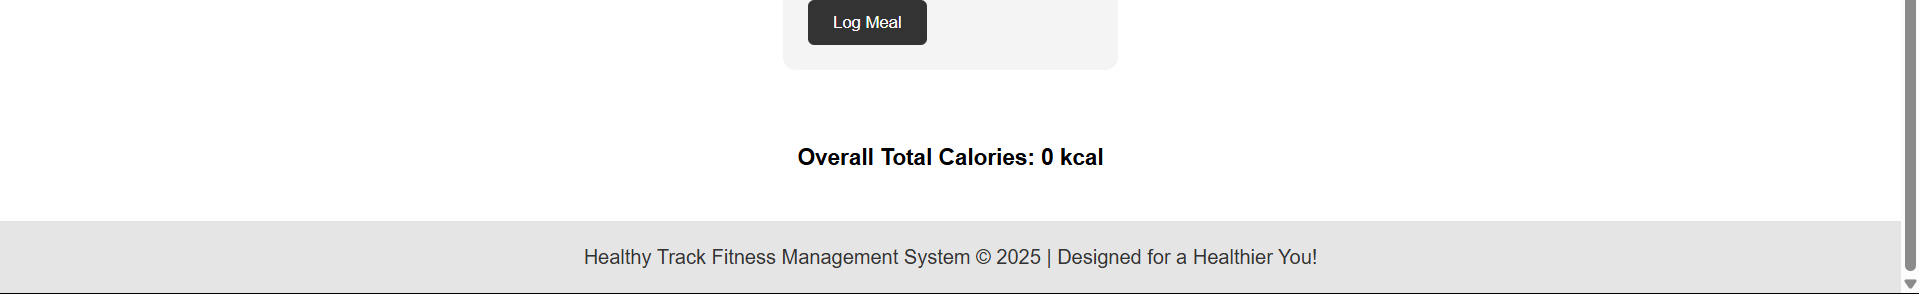 Log Meal
Overall Total Calories: 0 kcal
Healthy Track Fitness Management System © 2025 | Designed for a Healthier You!